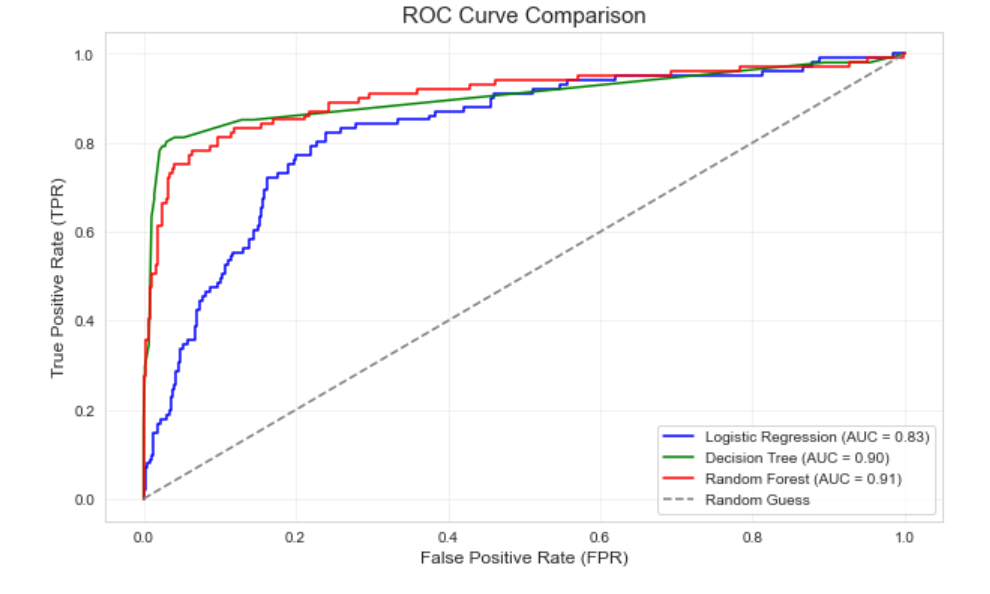 ROC Curve Comparison
True Positive Rate (TPR)
1.0
0.8
0.6
0.4
0.2
0.0
0.0 0.2 0.4 0.6 0.8 1.0
False Positive Rate (FPR)
Logistic Regression (AUC = 0.83)
Decision Tree (AUC = 0.90)
Random Forest (AUC = 0.91)
Random Guess